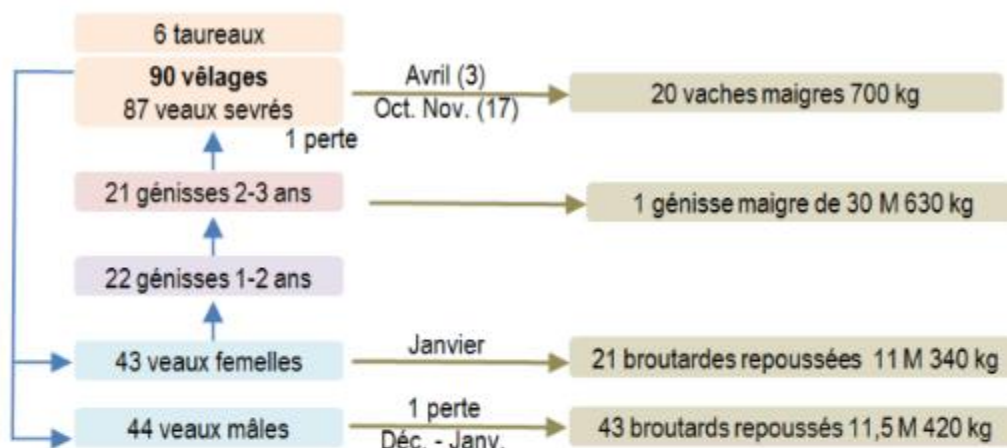 6 taureaux
90 vêlages
87 veaux sevrés
Avril (3)
Oct. Nov. (17)
20 vaches maigres 700 kg
1 perte
21 génisses 2-3 ans
1 génisse maigre de 30 M 630 kg
22 génisses 1-2 ans
43 veaux femelles
Janvier
21 broutardes repoussées 11 M 340 kg
44 veaux mâles
1 perte
Déc. - Janv.
43 broutards repoussés 11,5 M 420 kg